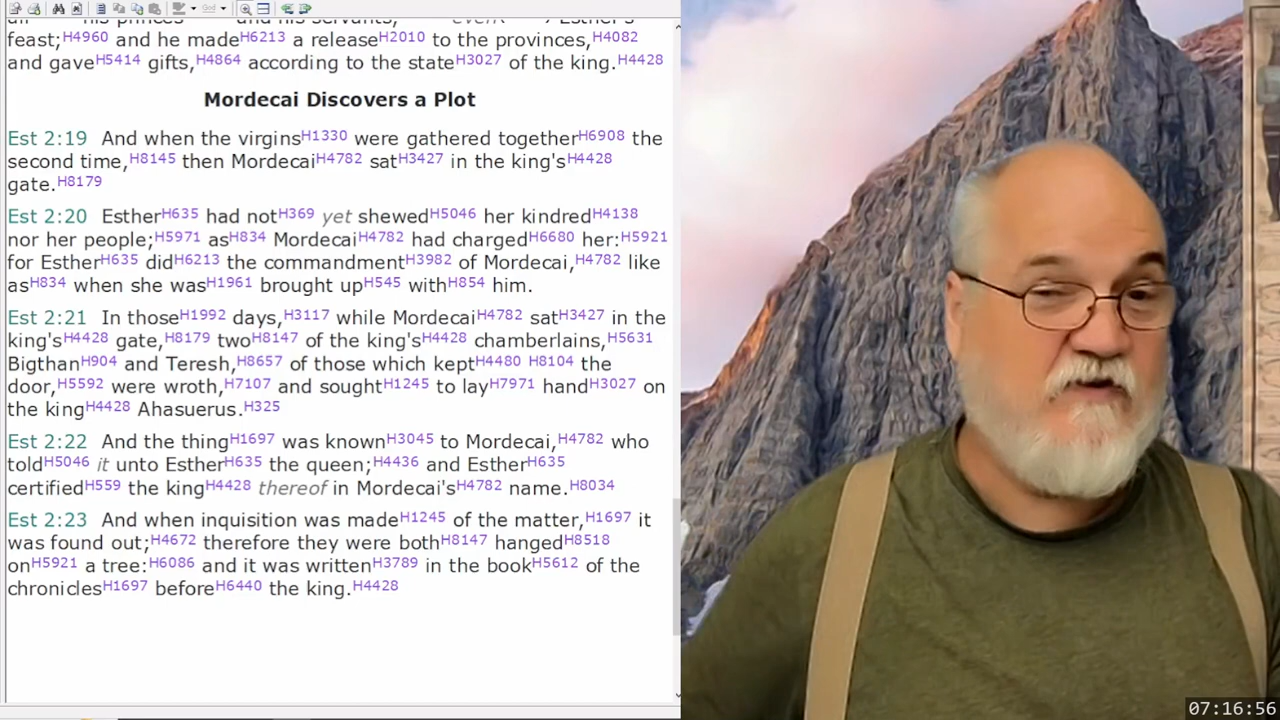 his princes and his servants, Esther's
feast;H4960 and he madeH6213 a releaseH2010 to the provinces,H4082
and gaveH5414 gifts,H4864 according to the stateH3027 of the king.H4428
Mordecai Discovers a Plot
Est 2:19 And when the virginsH1330 were gathered togetherH6908 the
second time,H8145 then MordecaiH4782 satH3427 in the king'sH4428
gate.H8179
Est 2:20 EstherH635 had notH369 yet shewedH5046 her kindredH4138
nor her people;H5971 asH834 MordecaiH4782 had chargedH6680 her:H5921
for EstherH635 didH6213 the commandmentH3982 of Mordecai,H4782 like
asH834 when she wasH1961 brought upH545 withH854 him.
Est 2:21 In thoseH1992 days,H3117 while MordecaiH4782 satH3427 in the
king'sH4428 gate,H8179 twoH8147 of the king'sH4428 chamberlains,H5631
BigthanH904 and Teresh,H8657 of those which keptH4480 H8104 the
door,H5592 were wroth,H7107 and soughtH1245 to layH7971 handH3027 on
the kingH4428 Ahasuerus.H325
Est 2:22 And the thingH1697 was knownH3045 to Mordecai,H4782 who
toldH5046 it unto EstherH635 the queen;H4436 and EstherH635
certifiedH559 the kingH4428 thereof in Mordecai'sH4782 name.H8034
Est 2:23 And when inquisition was madeH1245 of the matter,H1697 it
was found out;H4672 therefore they were bothH8147 hangedH8518
onH5921 a tree:H6086 and it was writtenH3789 in the bookH5612 of the
chroniclesH1697 beforeH6440 the king.H4428
07:16:56